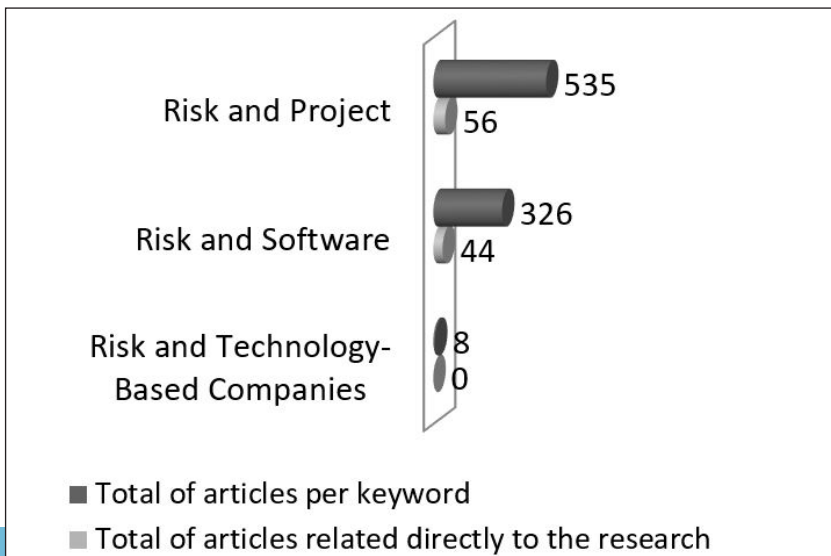 535
Risk and Project
56
326
Risk and Software
44
Risk and Technology-
Based Companies
8
0
Total of articles per keyword
Total of articles related directly to the research